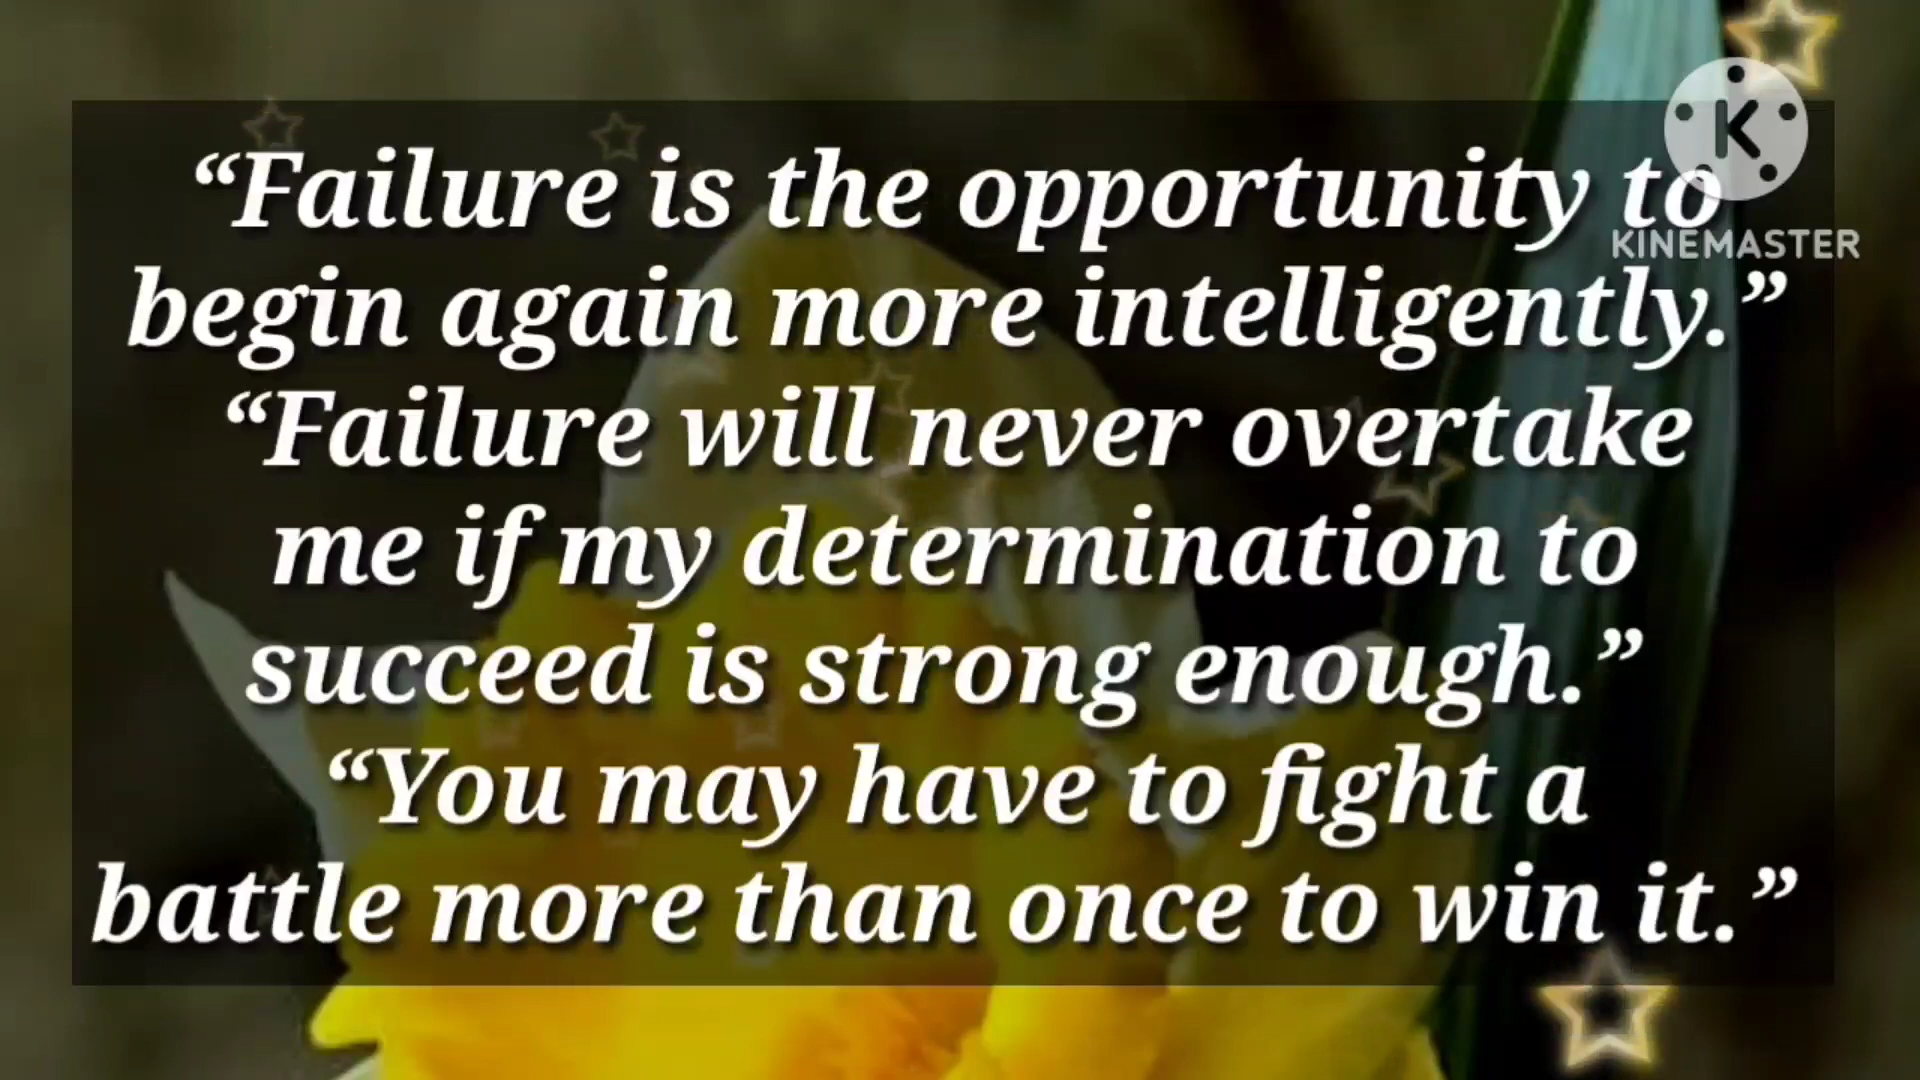 “Failure is the opportunity to
begin again more intelligently.”
“Failure will never overtake
me if my determination to
succeed is strong enough.”
“You may have to fight a
battle more than once to win it.”
K
KINEMASTER